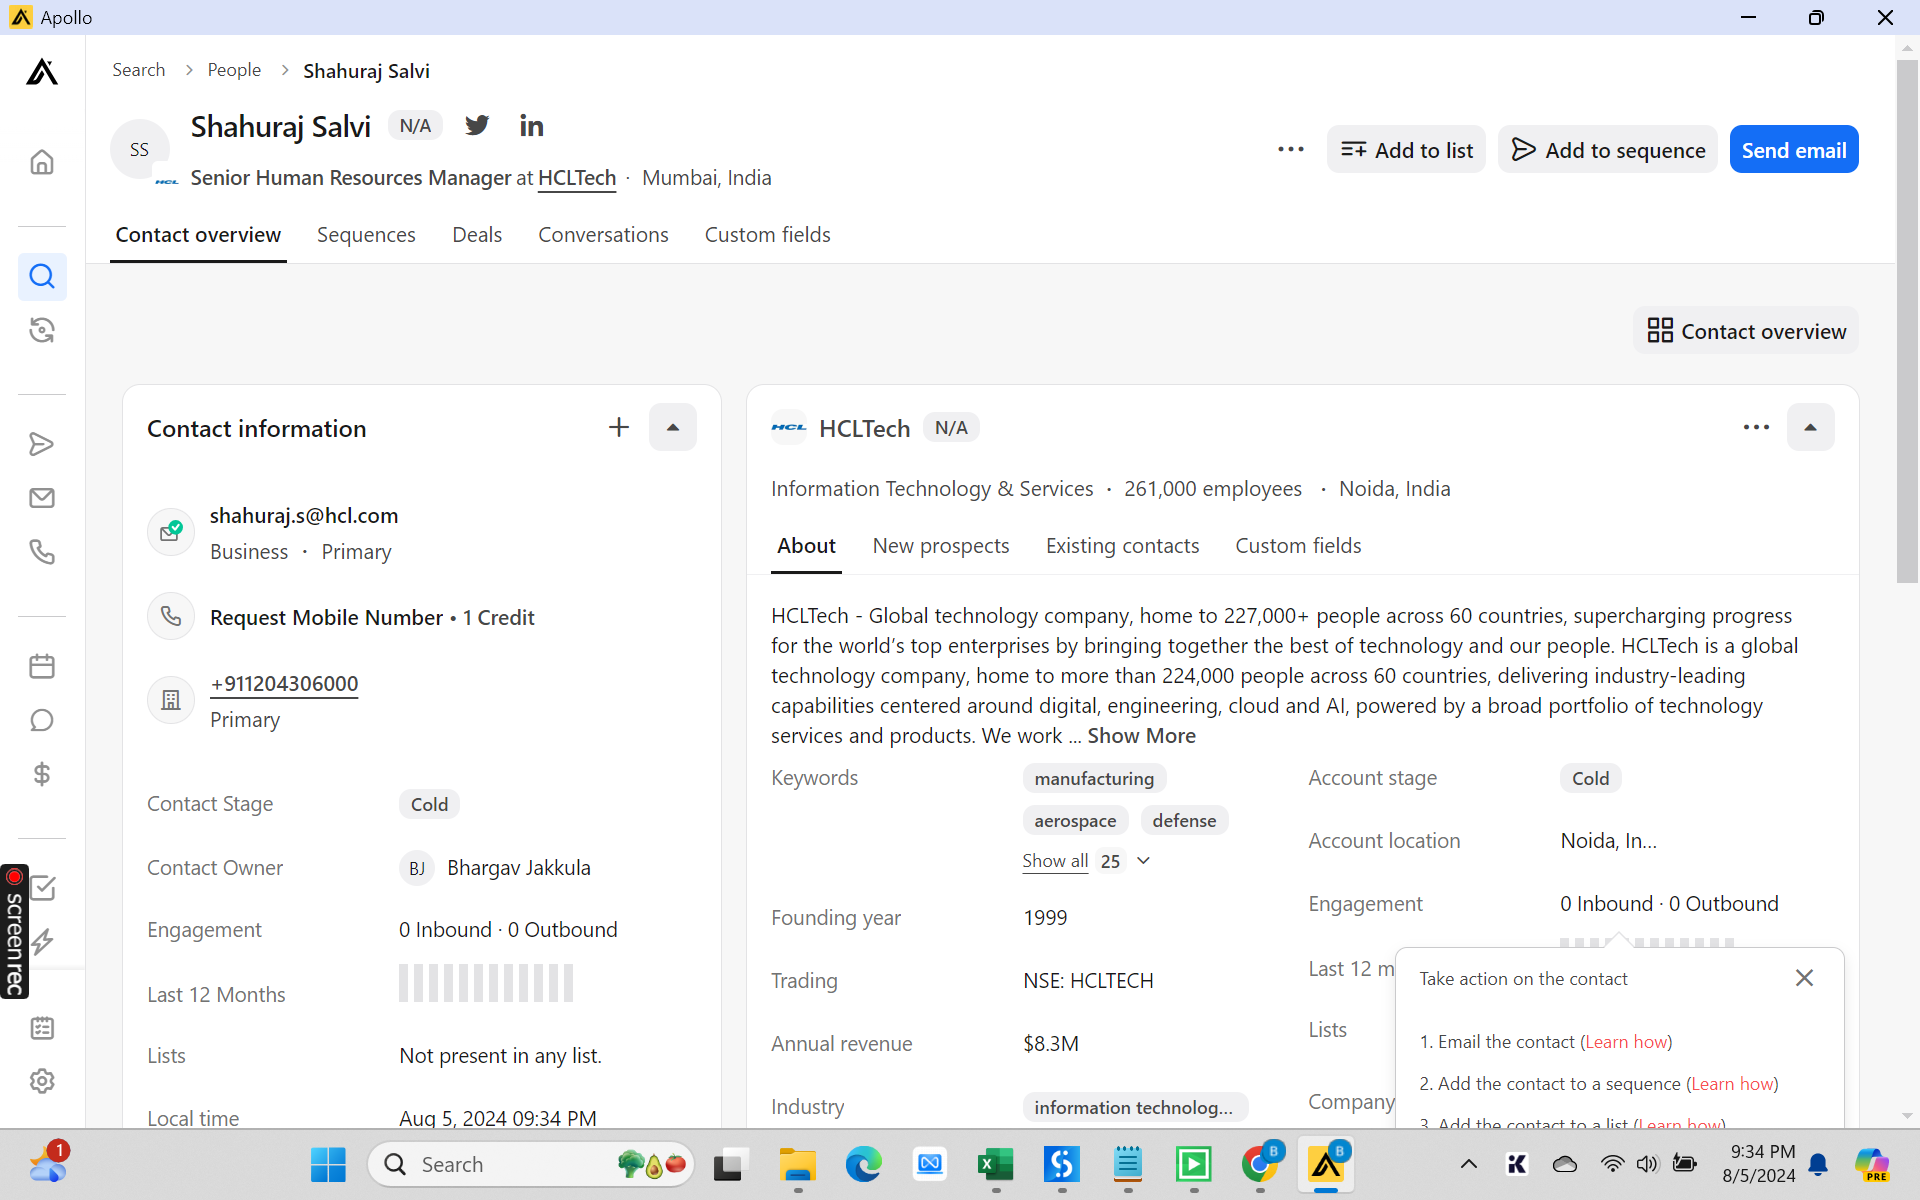 Apollo
Search > People > Shahuraj Salvi
SS
Shahuraj Salvi N/A
HCL
Senior Human Resources Manager at HCLTech · Mumbai, India
Add to list
Add to sequence
Send email
Contact overview
Sequences
Deals
Conversations
Custom fields
Contact overview
Contact information
shahuraj.s@hcl.com
Business · Primary
Request Mobile Number • 1 Credit
+911204306000
Primary
Contact Stage Cold
Contact Owner BJ Bhargav Jakkula
Engagement 0 Inbound · 0 Outbound
Last 12 Months
Lists Not present in any list.
Local time Aug 5, 2024 09:34 PM
HCL HCLTech N/A
Information Technology & Services · 261,000 employees · Noida, India
About
New prospects
Existing contacts
Custom fields
HCLTech - Global technology company, home to 227,000+ people across 60 countries, supercharging progress
for the world’s top enterprises by bringing together the best of technology and our people. HCLTech is a global
technology company, home to more than 224,000 people across 60 countries, delivering industry-leading
capabilities centered around digital, engineering, cloud and AI, powered by a broad portfolio of technology
services and products. We work ... Show More
Keywords manufacturing
aerospace defense
Show all 25
Founding year 1999
Trading NSE: HCLTECH
Annual revenue $8.3M
Industry information technolog...
Account stage Cold
Account location Noida, In...
Engagement 0 Inbound · 0 Outbound
Last 12 m
Lists
Company
Take action on the contact
1. Email the contact (Learn how)
2. Add the contact to a sequence (Learn how)
3. Add the contact to a list (Learn how)
screen rec
1
Search
B
B
9:34 PM
8/5/2024
PRE